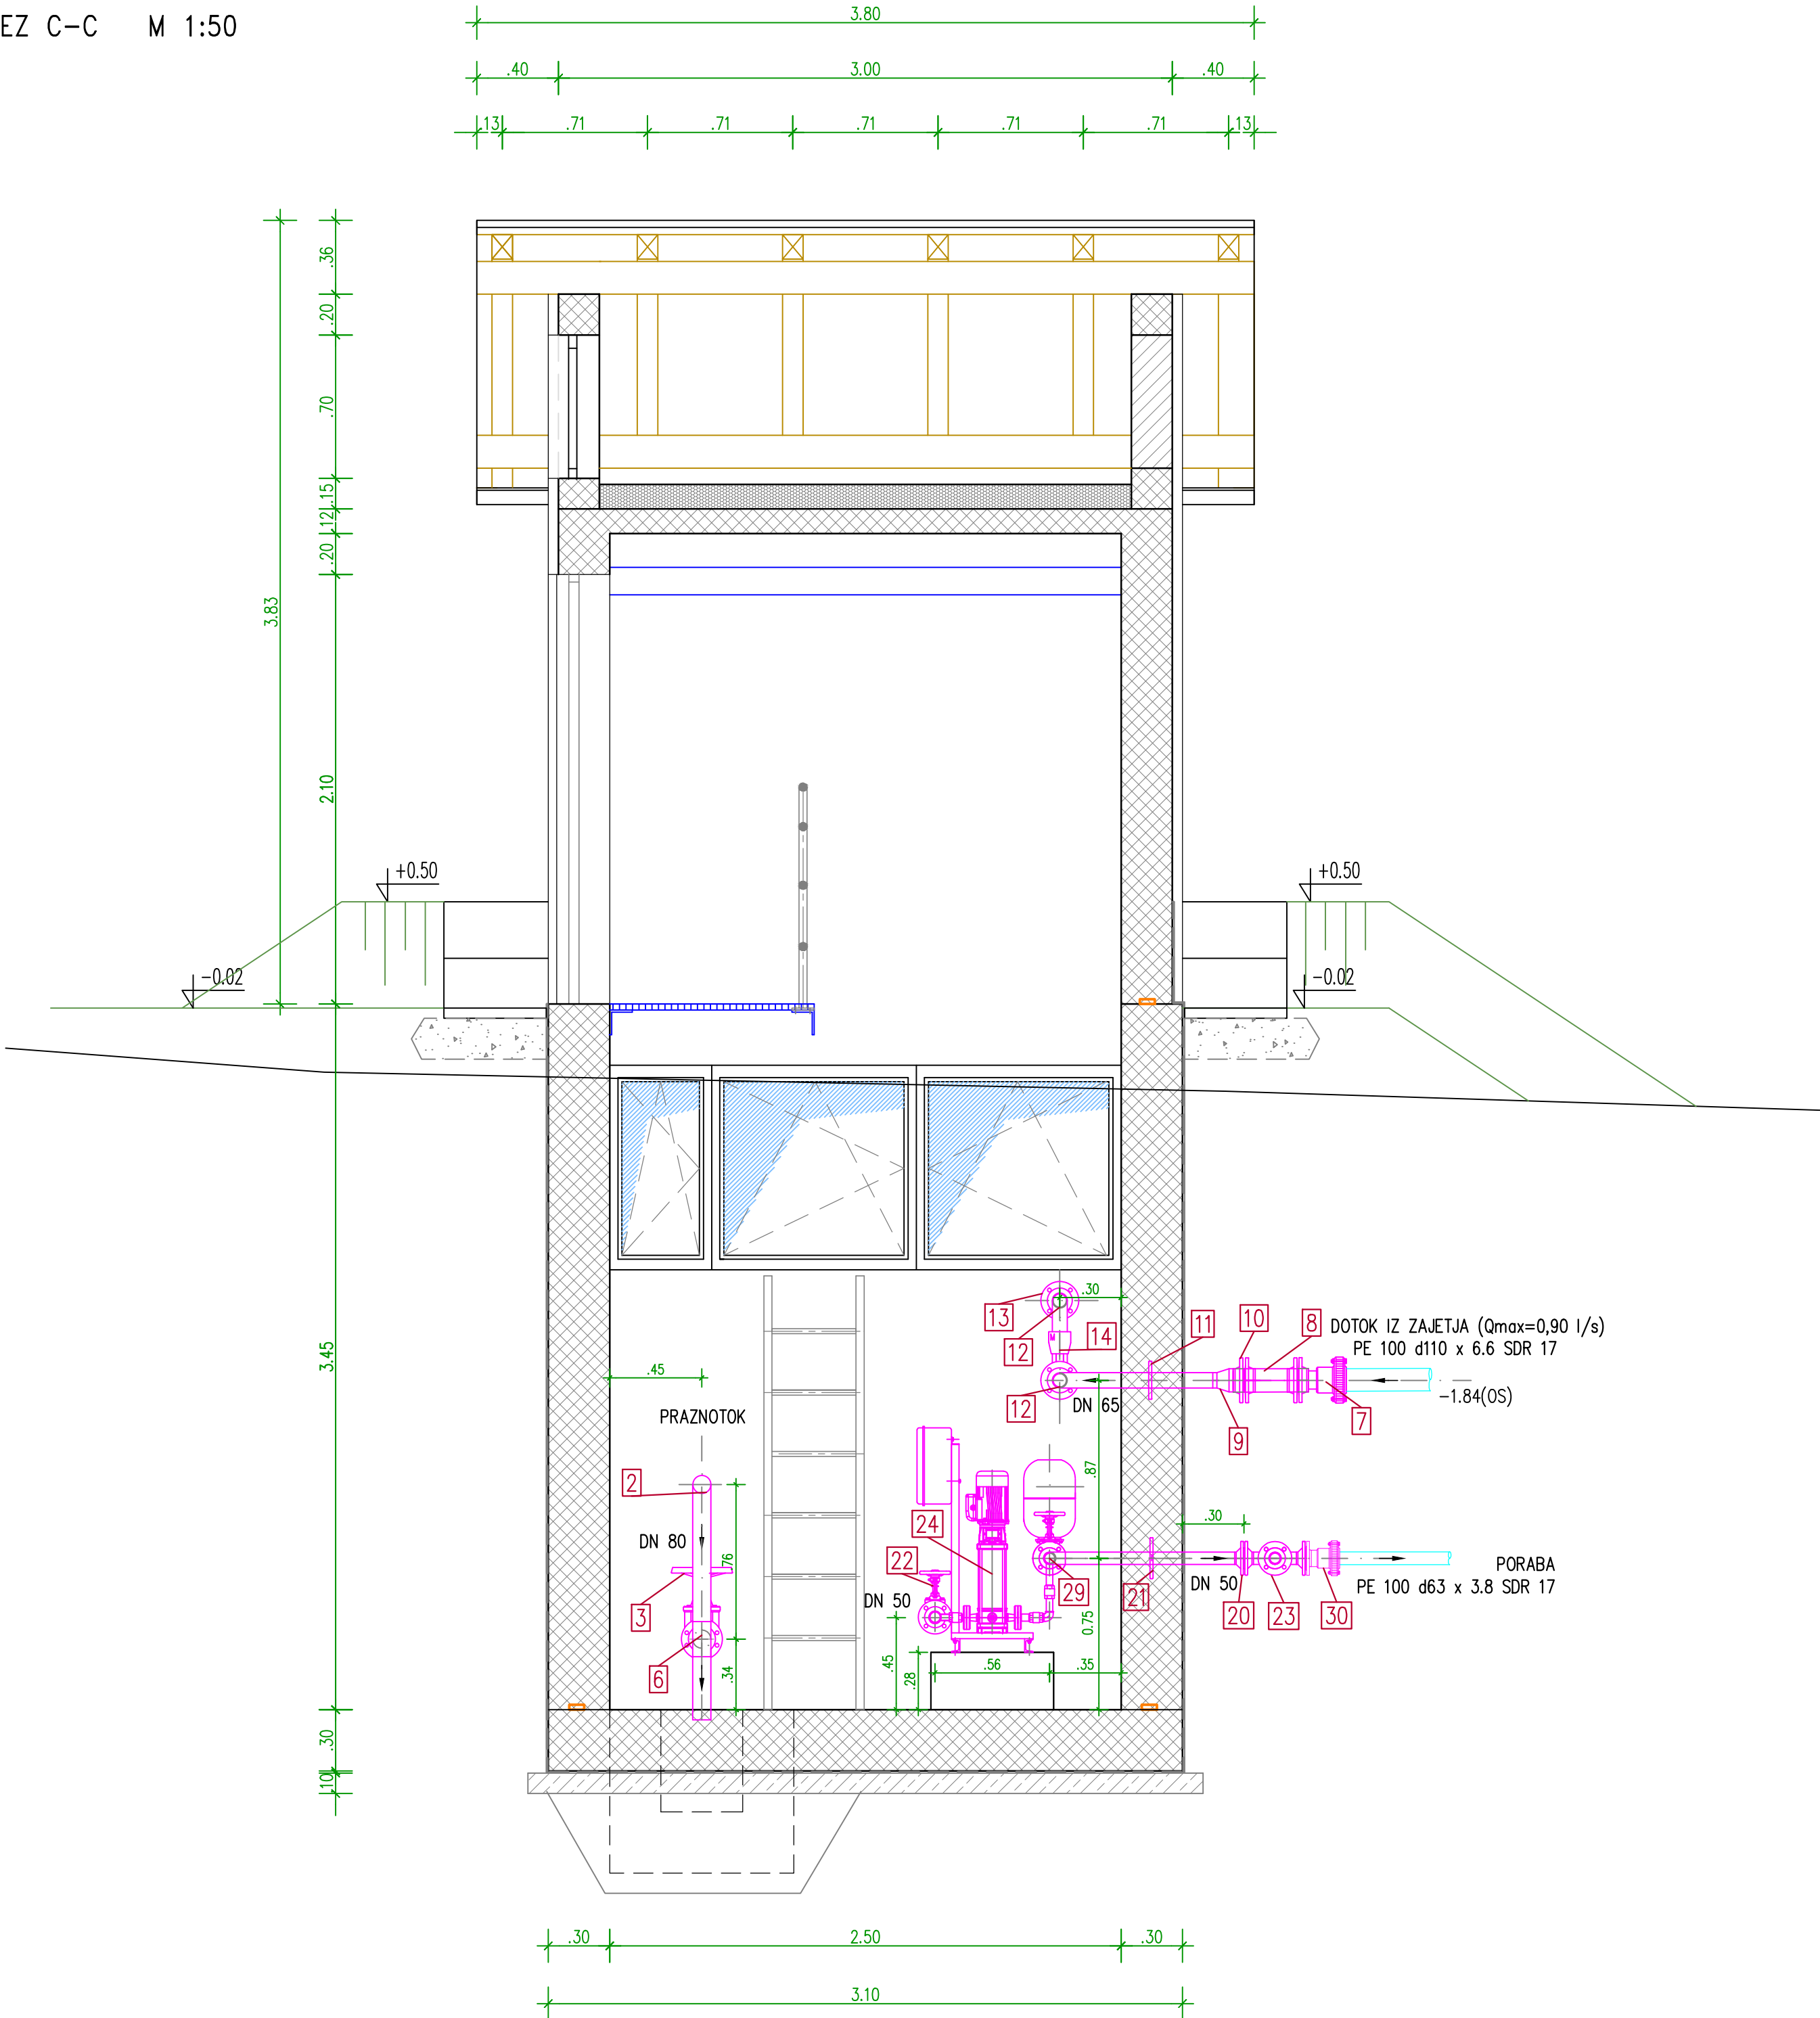 EZ C-C M 1:50
3.80
.40 3.00 .40
.13 .71 .71 .71 .71 .71 .13
.36
.20
.70
.15
.12
.20
3.83
2.10
+0.50 +0.50
-0.02 -0.02
3.45
.30
13 .30
14
12
11 10 8 DOTOK IZ ZAJETJA (Qmax=0,90 l/s)
PE 100 d110 x 6.6 SDR 17
-1.84(OS)
.45
12 DN 65
9 7
PRAZNOTOK
.87
2
24 .30
DN 80
.76
22
29 21 DN 50 PORABA
PE 100 d63 x 3.8 SDR 17
3 DN 50
20 23 30
0.75
6 .34
.45 .28 .56 .35
.30
.10
.30 2.50 .30
3.10